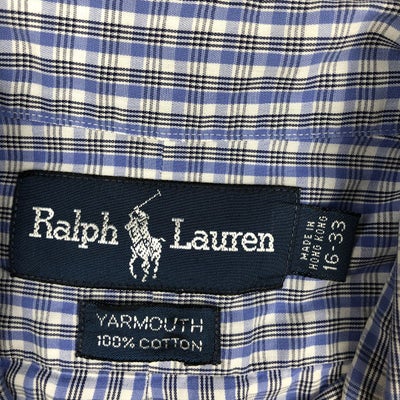 Ralph Lauren
MADE IN
HONG KONG
16-33
YARMOUTH
100% COTTON